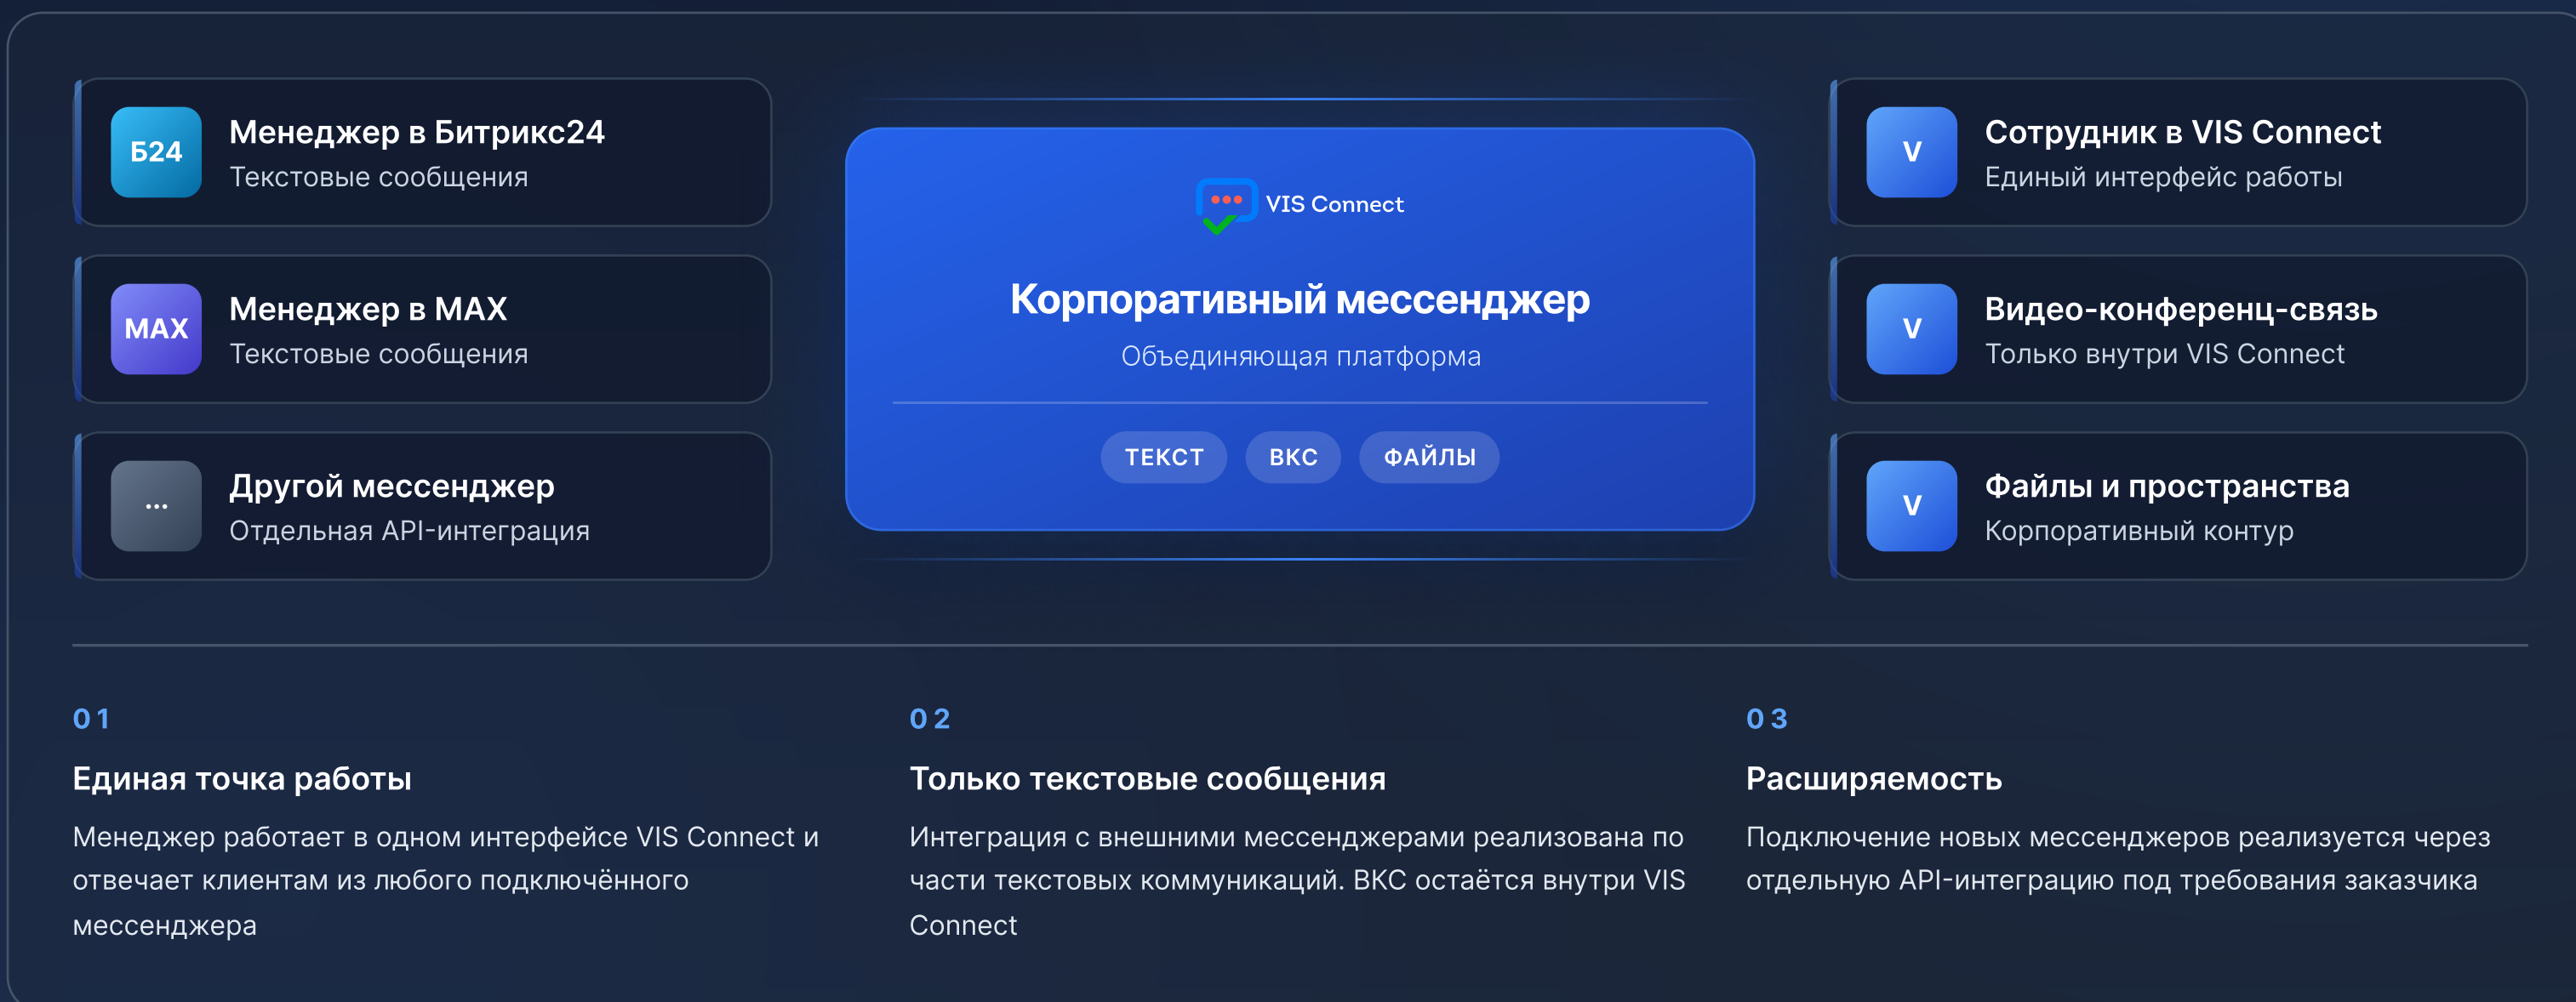 Б24
Менеджер в Битрикс24
Текстовые сообщения
MAX
Менеджер в MAX
Текстовые сообщения
...
Другой мессенджер
Отдельная API-интеграция
VIS Connect
Корпоративный мессенджер
Объединяющая платформа
ТЕКСТ ВКС ФАЙЛЫ
V
Сотрудник в VIS Connect
Единый интерфейс работы
V
Видео-конференц-связь
Только внутри VIS Connect
V
Файлы и пространства
Корпоративный контур
01
Единая точка работы
Менеджер работает в одном интерфейсе VIS Connect и
отвечает клиентам из любого подключённого
мессенджера
02
Только текстовые сообщения
Интеграция с внешними мессенджерами реализована по
части текстовых коммуникаций. ВКС остаётся внутри VIS
Connect
03
Расширяемость
Подключение новых мессенджеров реализуется через
отдельную API-интеграцию под требования заказчика